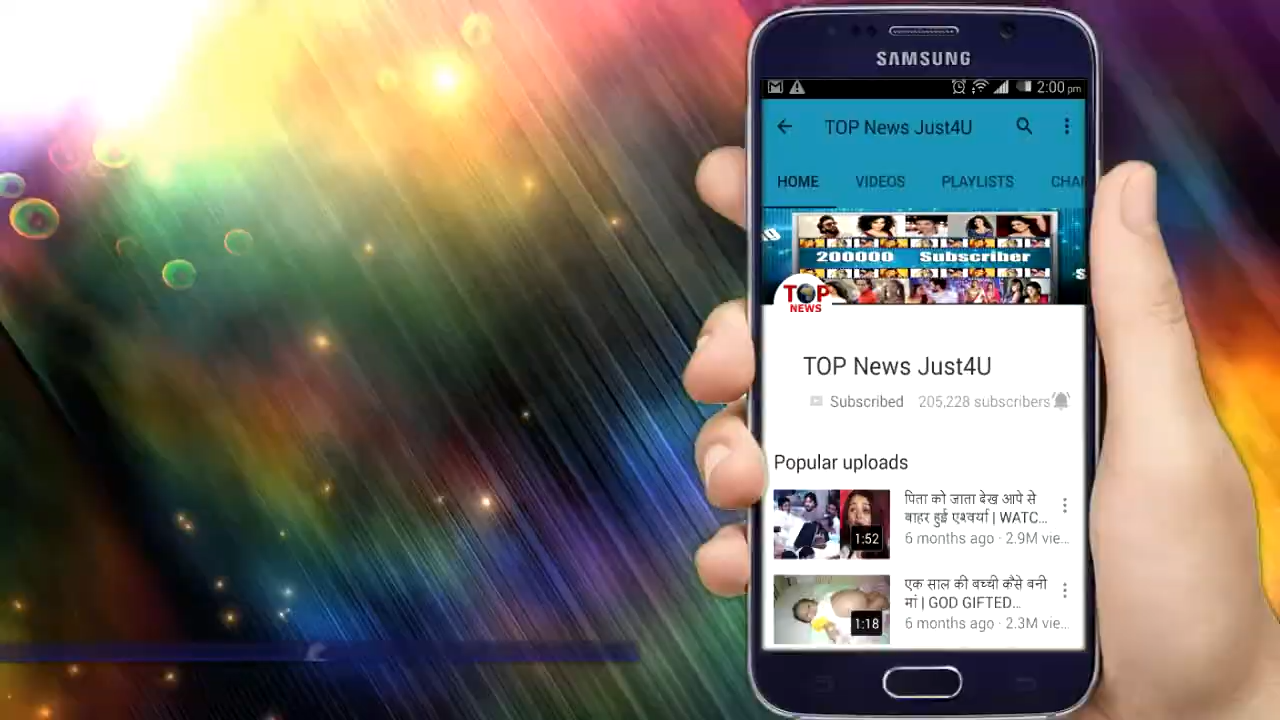 SAMSUNG
2:00 pm
TOP News Just4U
HOME VIDEOS PLAYLISTS CHA
200000 Subscriber
TOP
NEWS
TOP News Just4U
Subscribed 205,228 subscribers
Popular uploads
पिता को जाता देख आपे से
बाहर हुई एश्वर्या | WATC...
6 months ago · 2.9M vie...
1:52
एक साल की बच्ची कैसे बनी
मां | GOD GIFTED...
6 months ago · 2.3M vie...
1:18